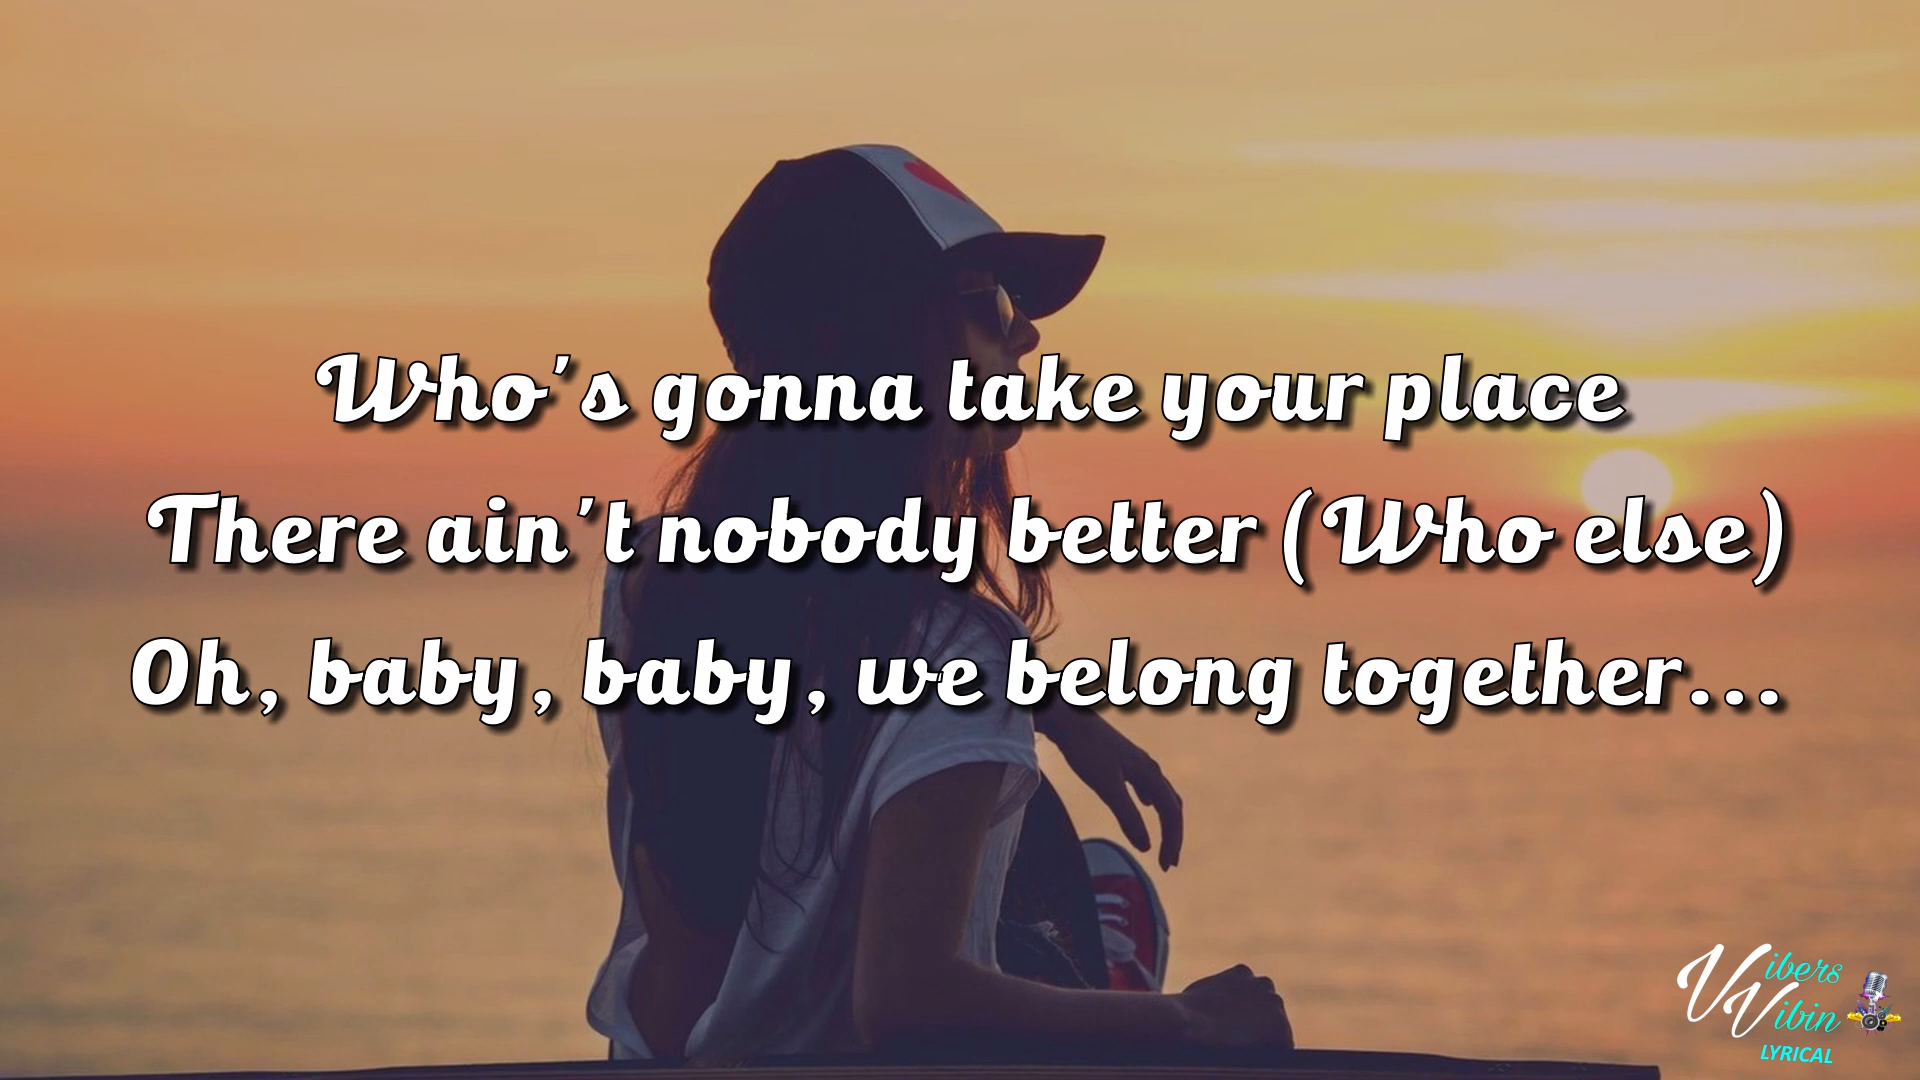 Who's gonna take your place
There ain't nobody better (Who else)
Oh, baby, baby, we belong together...
Vibers
Vibin
LYRICAL